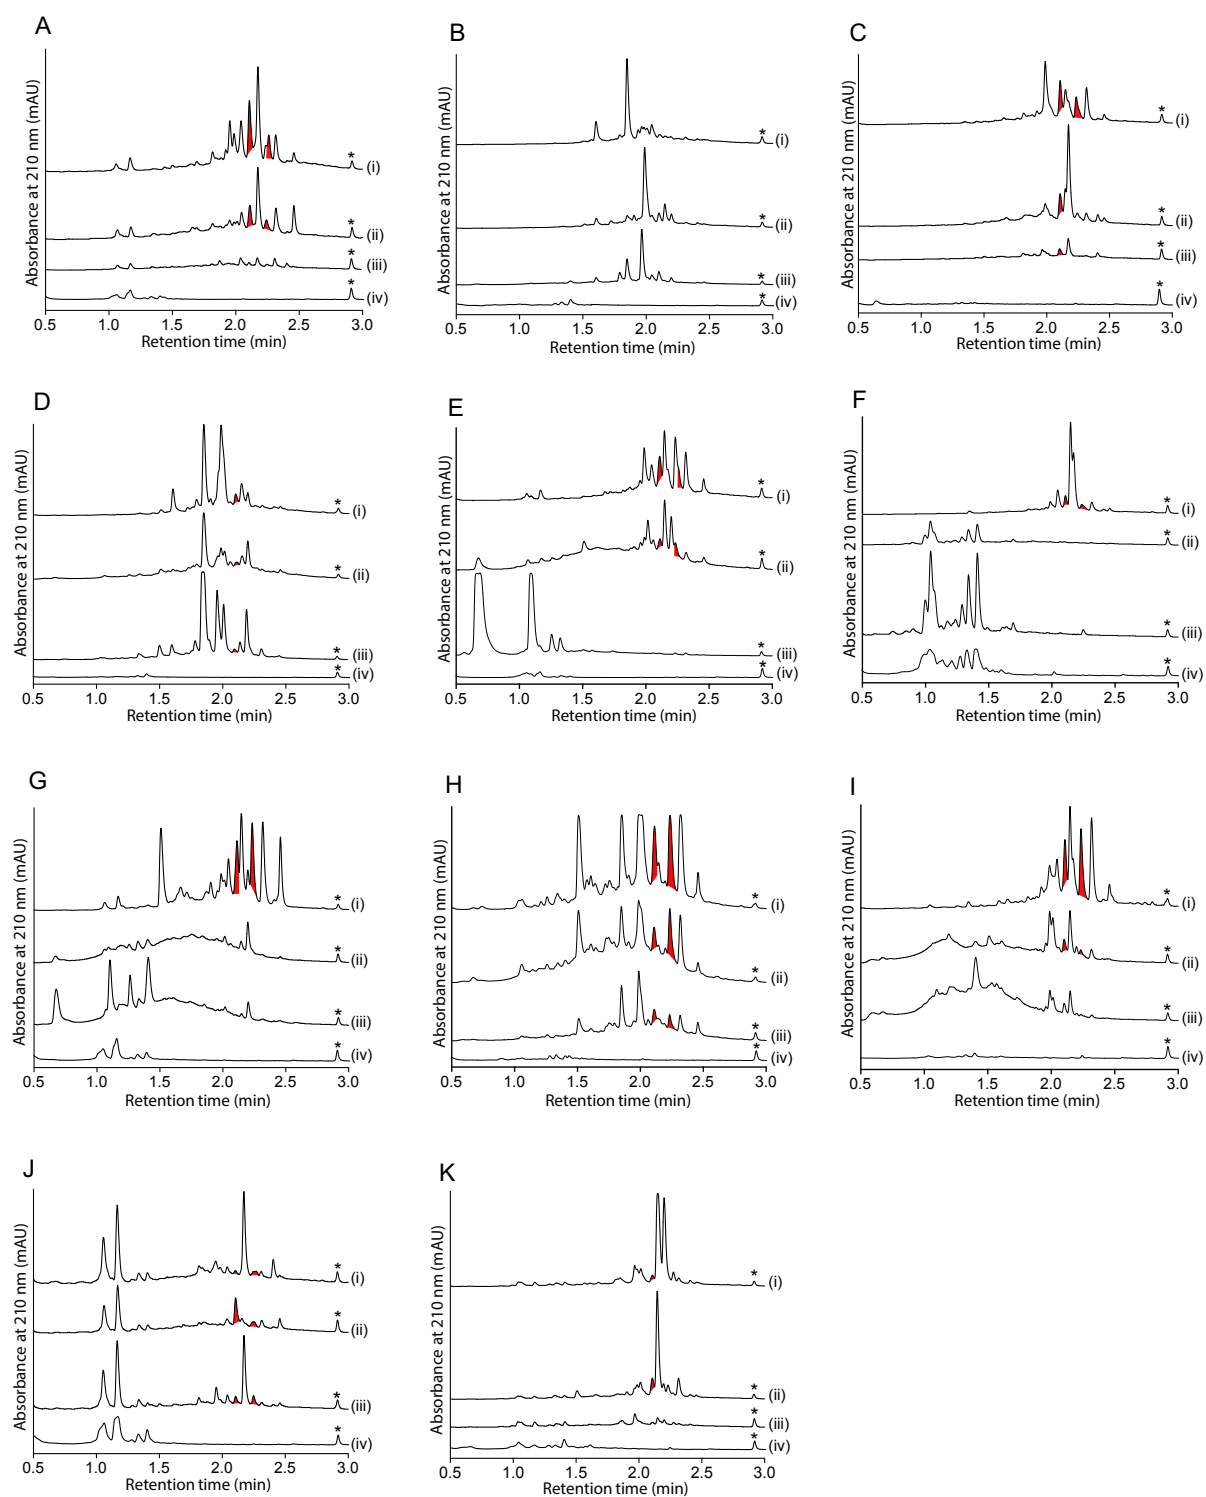 A
Absorbance at 210 nm (mAU)
*
(i)
*
(ii)
*
(iii)
*
(iv)
0.5 1.0 1.5 2.0 2.5 3.0
Retention time (min)
B
Absorbance at 210 nm (mAU)
*
(i)
*
(ii)
*
(iii)
*
(iv)
0.5 1.0 1.5 2.0 2.5 3.0
Retention time (min)
C
Absorbance at 210 nm (mAU)
*
(i)
*
(ii)
*
(iii)
*
(iv)
0.5 1.0 1.5 2.0 2.5 3.0
Retention time (min)
D
Absorbance at 210 nm (mAU)
*
(i)
*
(ii)
*
(iii)
*
(iv)
0.5 1.0 1.5 2.0 2.5 3.0
Retention time (min)
E
Absorbance at 210 nm (mAU)
*
(i)
*
(ii)
*
(iii)
*
(iv)
0.5 1.0 1.5 2.0 2.5 3.0
Retention time (min)
F
Absorbance at 210 nm (mAU)
*
(i)
*
(ii)
*
(iii)
*
(iv)
0.5 1.0 1.5 2.0 2.5 3.0
Retention time (min)
G
Absorbance at 210 nm (mAU)
*
(i)
*
(ii)
*
(iii)
*
(iv)
0.5 1.0 1.5 2.0 2.5 3.0
Retention time (min)
H
Absorbance at 210 nm (mAU)
*
(i)
*
(ii)
*
(iii)
*
(iv)
0.5 1.0 1.5 2.0 2.5 3.0
Retention time (min)
I
Absorbance at 210 nm (mAU)
*
(i)
*
(ii)
*
(iii)
*
(iv)
0.5 1.0 1.5 2.0 2.5 3.0
Retention time (min)
J
Absorbance at 210 nm (mAU)
*
(i)
*
(ii)
*
(iii)
*
(iv)
0.5 1.0 1.5 2.0 2.5 3.0
Retention time (min)
K
Absorbance at 210 nm (mAU)
*
(i)
*
(ii)
*
(iii)
*
(iv)
0.5 1.0 1.5 2.0 2.5 3.0
Retention time (min)